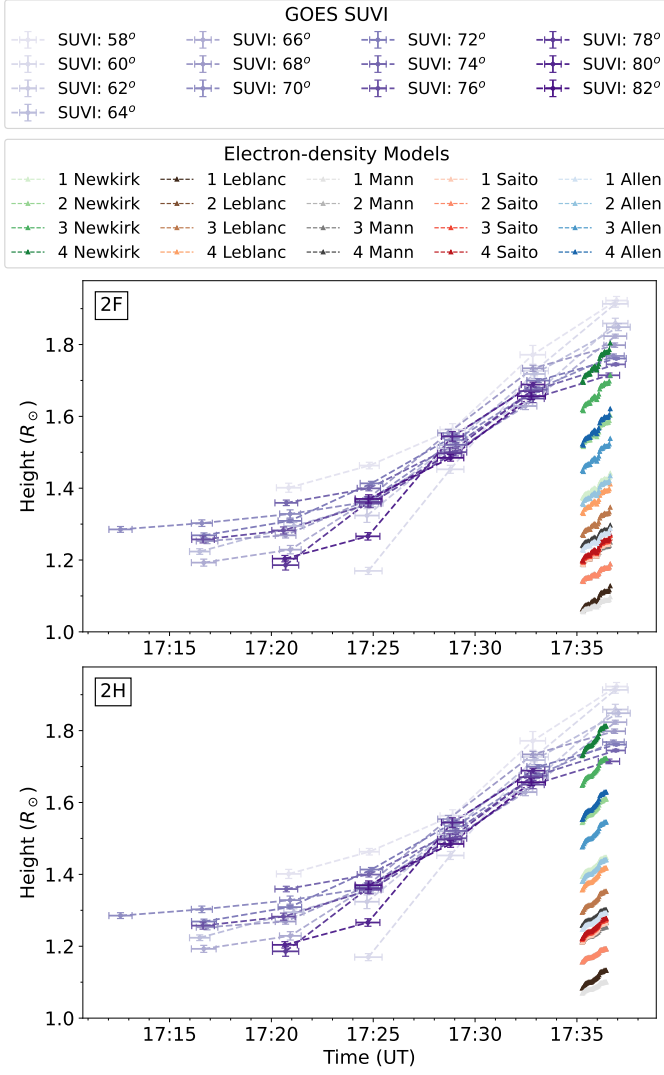 GOES SUVI
SUVI: 58° SUVI: 66° SUVI: 72° SUVI: 78°
SUVI: 60° SUVI: 68° SUVI: 74° SUVI: 80°
SUVI: 62° SUVI: 70° SUVI: 76° SUVI: 82°
SUVI: 64°
Electron-density Models
1 Newkirk 1 Leblanc 1 Mann 1 Saito 1 Allen
2 Newkirk 2 Leblanc 2 Mann 2 Saito 2 Allen
3 Newkirk 3 Leblanc 3 Mann 3 Saito 3 Allen
4 Newkirk 4 Leblanc 4 Mann 4 Saito 4 Allen
2F
1.8
1.6
1.4
1.2
1.0
Height (R⊙)
17:15 17:20 17:25 17:30 17:35
2H
1.8
1.6
1.4
1.2
1.0
Height (R⊙)
17:15 17:20 17:25 17:30 17:35
Time (UT)